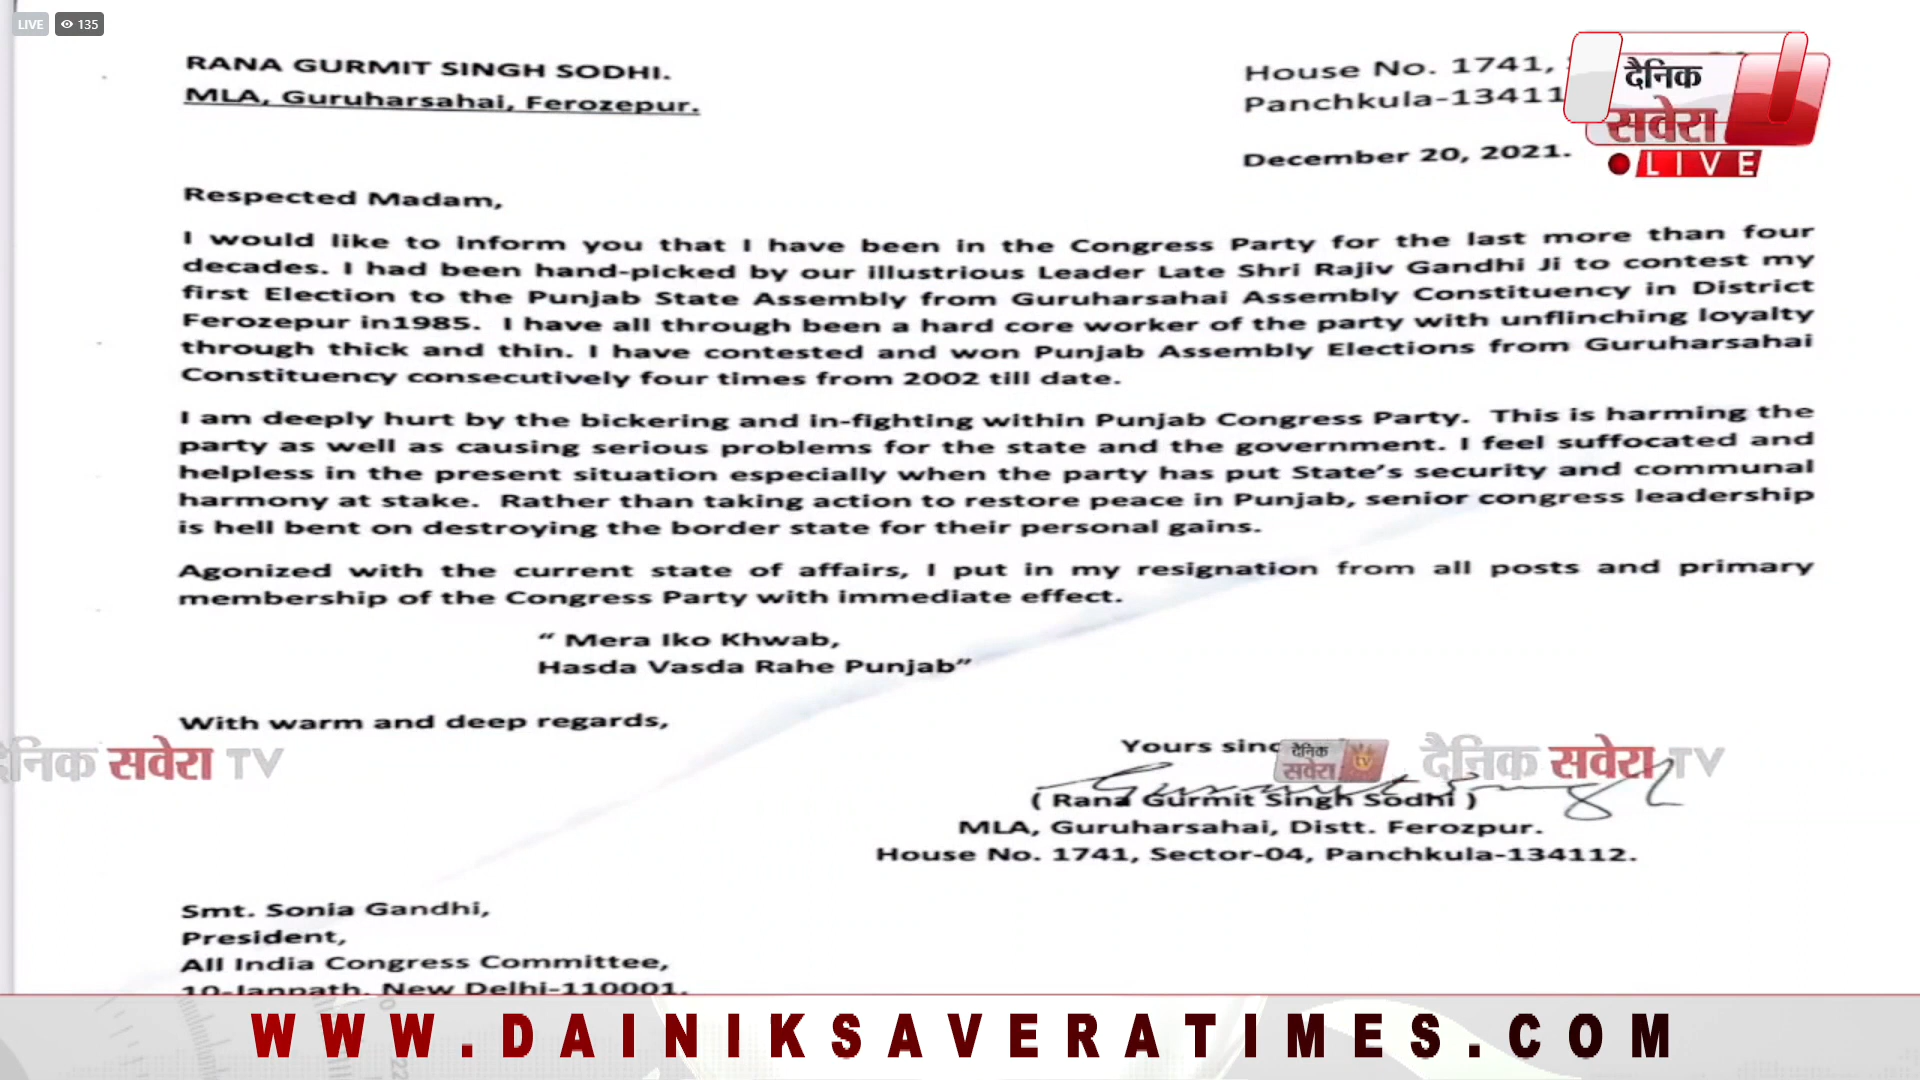 LIVE 135
RANA GURMIT SINGH SODHI.
MLA, Guruharsahai, Ferozepur.
House No. 1741,
Panchkula-13411
December 20, 2021.
दैनिक
सवेरा
LIVE
Respected Madam,
I would like to inform you that I have been in the Congress Party for the last more than four
decades. I had been hand-picked by our illustrious Leader Late Shri Rajiv Gandhi Ji to contest my
first Election to the Punjab State Assembly from Guruharsahai Assembly Constituency in District
Ferozepur in1985. I have all through been a hard core worker of the party with unflinching loyalty
through thick and thin. I have contested and won Punjab Assembly Elections from Guruharsahai
Constituency consecutively four times from 2002 till date.
I am deeply hurt by the bickering and in-fighting within Punjab Congress Party. This is harming the
party as well as causing serious problems for the state and the government. I feel suffocated and
helpless in the present situation especially when the party has put State's security and communal
harmony at stake. Rather than taking action to restore peace in Punjab, senior congress leadership
is hell bent on destroying the border state for their personal gains.
Agonized with the current state of affairs, I put in my resignation from all posts and primary
membership of the Congress Party with immediate effect.
“ Mera Iko Khwab,
Hasda Vasda Rahe Punjab”
With warm and deep regards,
दैनिक सवेरा TV
Yours sinc
दैनिक सवेरा tv
दैनिक सवेरा TV
Gurmit Singh
( Rana Gurmit Singh Sodhi )
MLA, Guruharsahai, Distt. Ferozpur.
House No. 1741, Sector-04, Panchkula-134112.
Smt. Sonia Gandhi,
President,
All India Congress Committee,
10-Janpath, New Delhi-110001.
WWW.DAINIKSAVERATIMES.COM